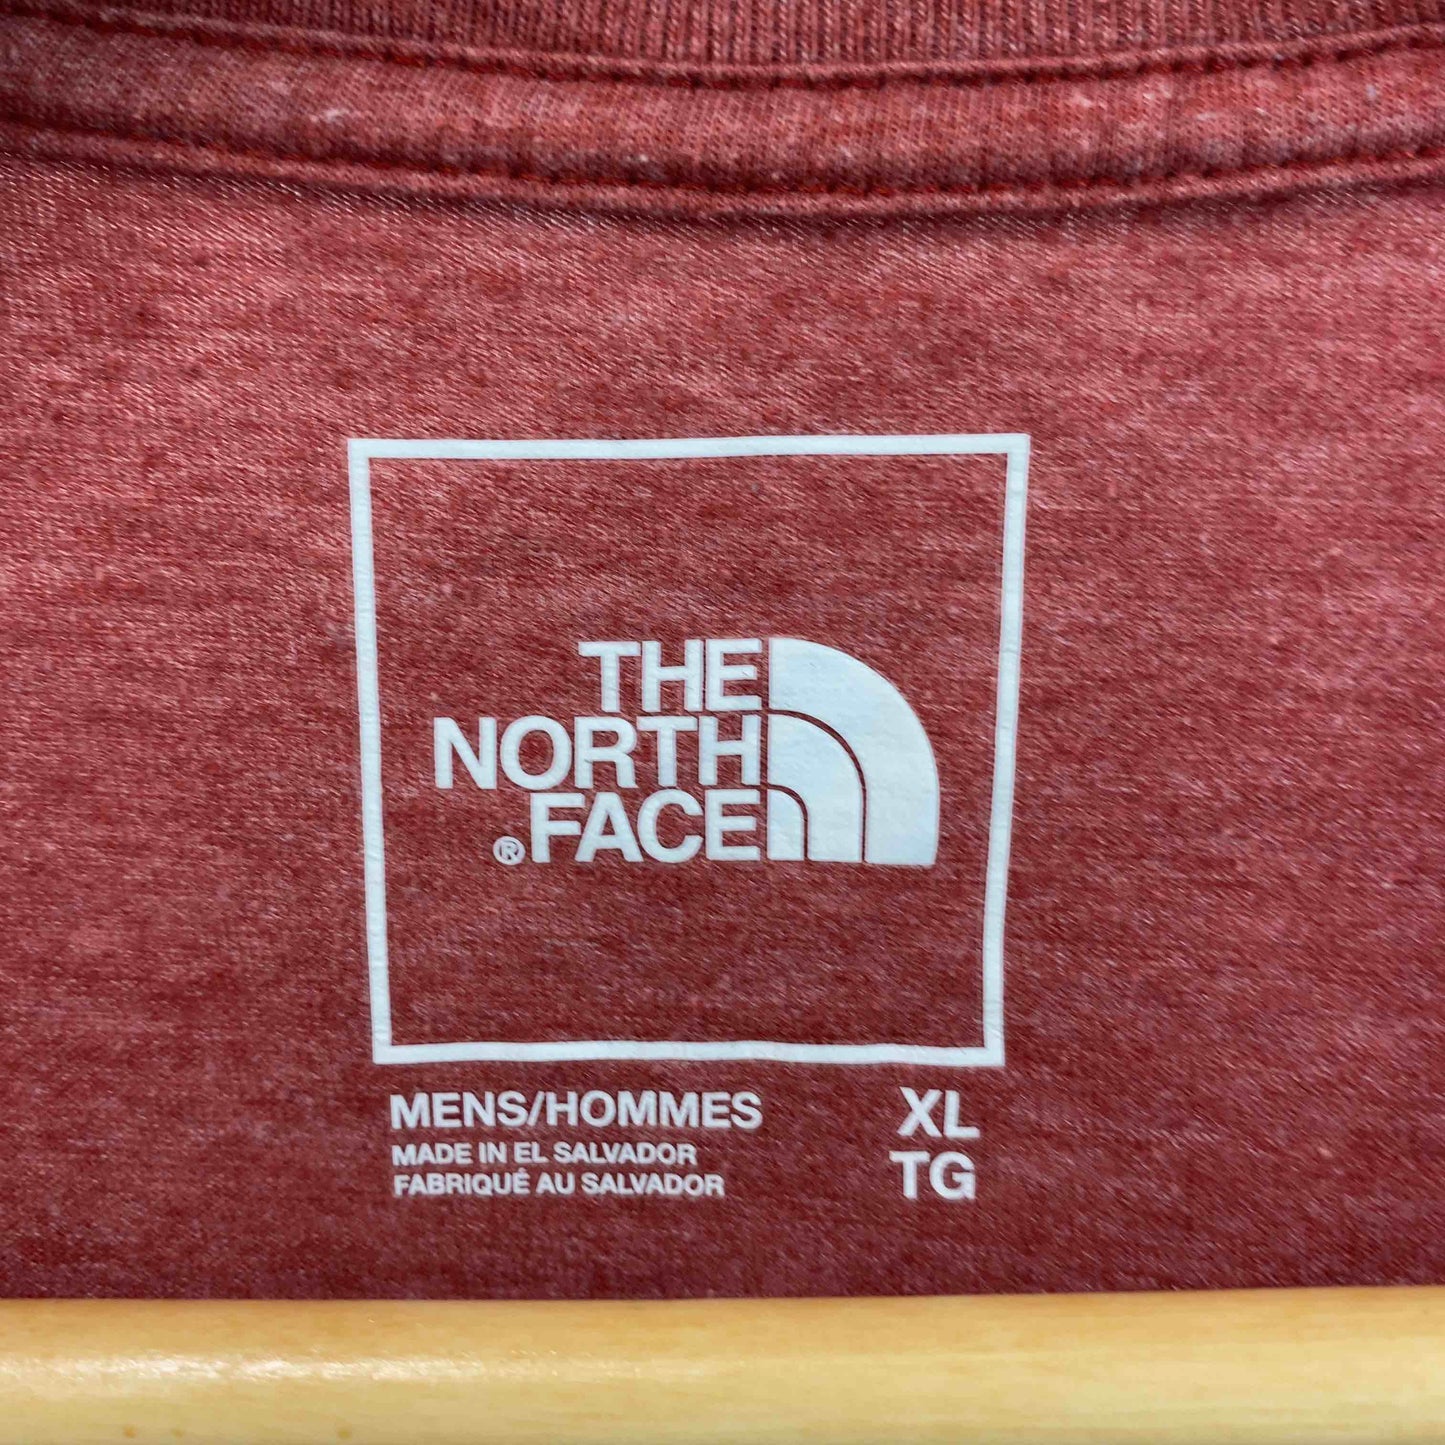 THE
NORTH
®FACE
MENS/HOMMES XL
MADE IN EL SALVADOR TG
FABRIQUÉ AU SALVADOR